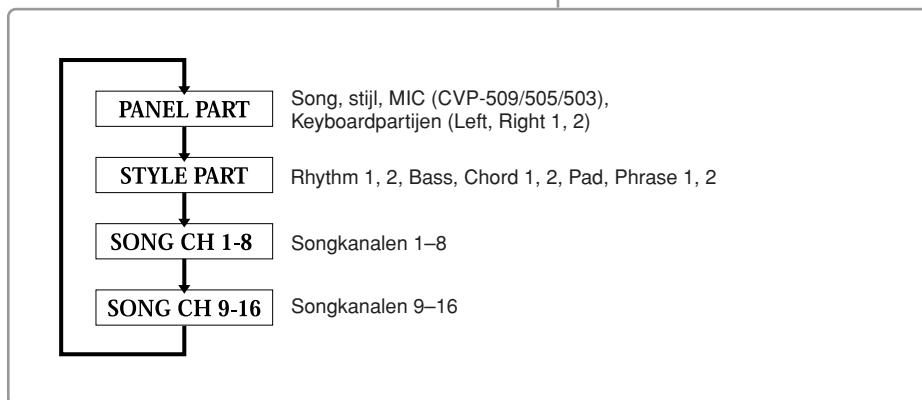 PANEL PART
Song, stijl, MIC (CVP-509/505/503),
Keyboardpartijen (Left, Right 1, 2)
STYLE PART
Rhythm 1, 2, Bass, Chord 1, 2, Pad, Phrase 1, 2
SONG CH 1-8
Songkanalen 1–8
SONG CH 9-16
Songkanalen 9–16